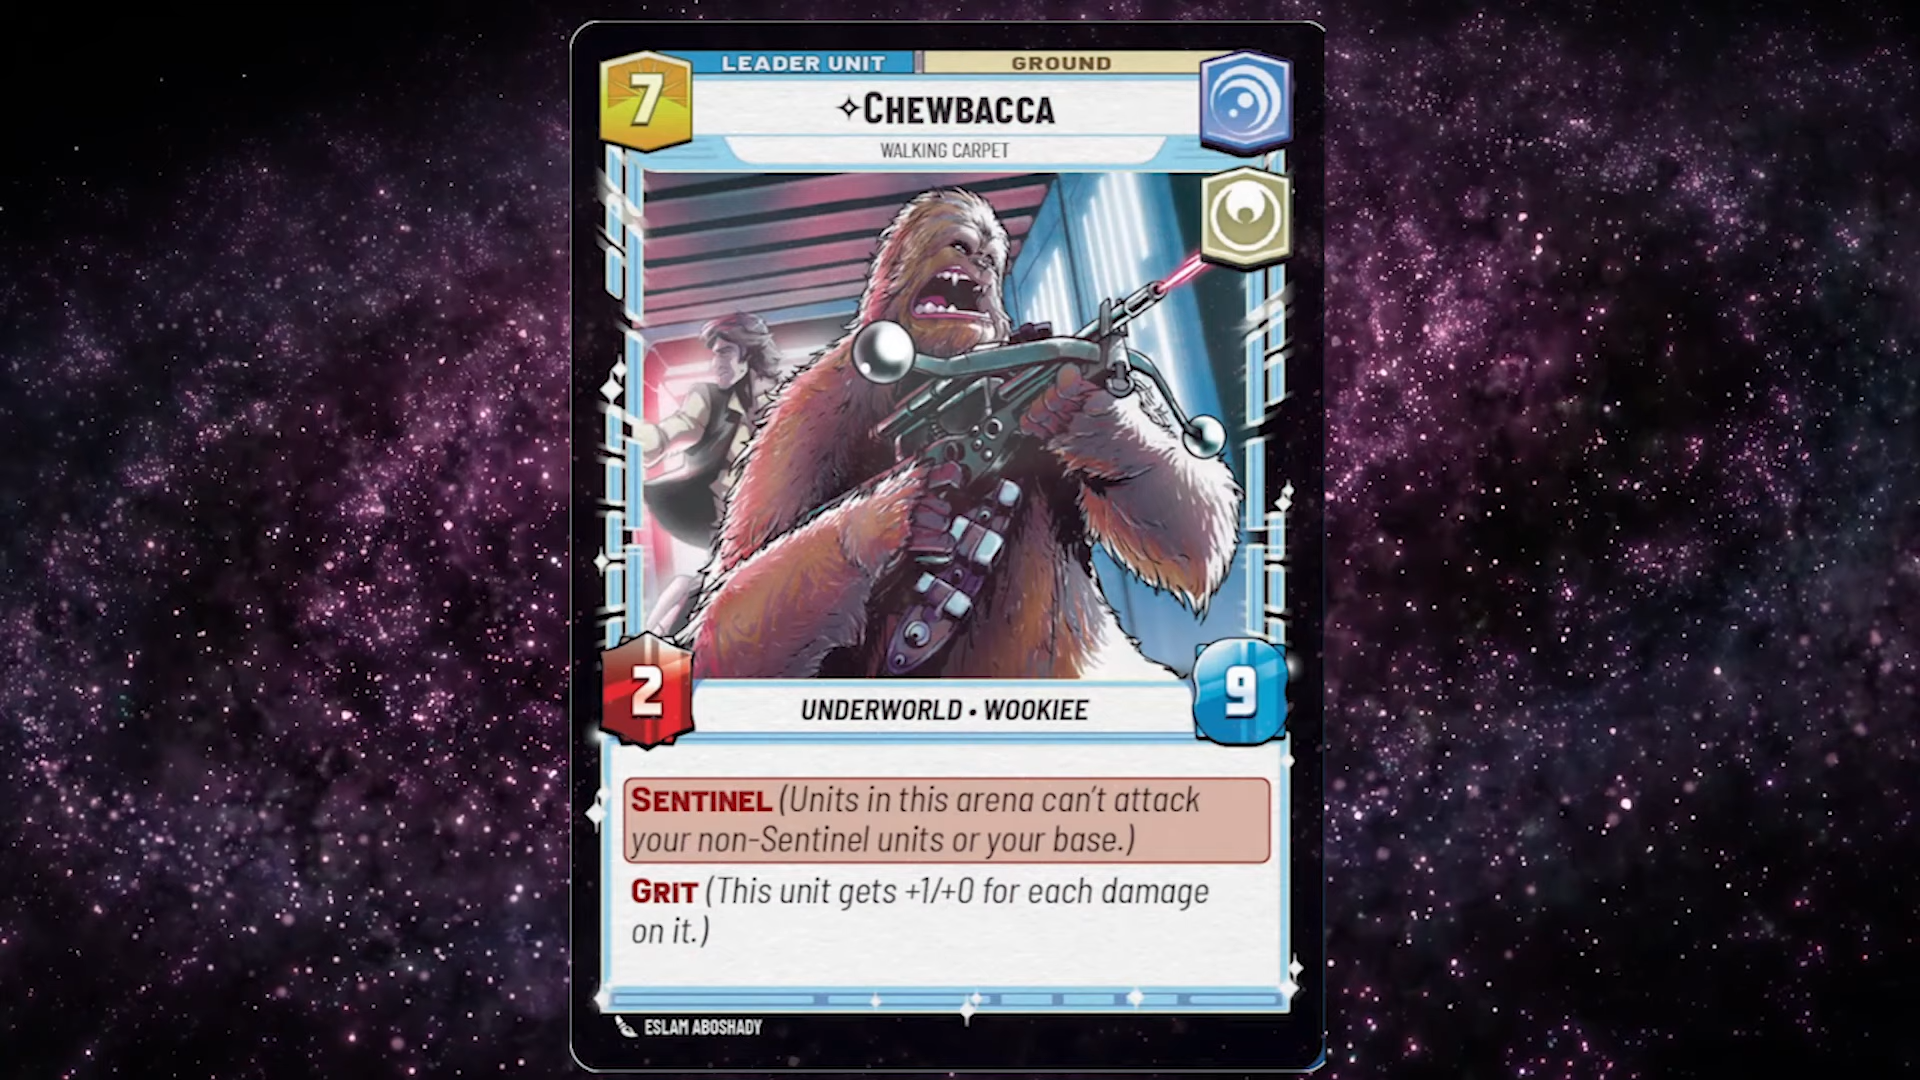 LEADER UNIT
GROUND
7
✧CHEWBACCA
WALKING CARPET
2
UNDERWORLD • WOOKIEE
9
SENTINEL (Units in this arena can't attack
your non-Sentinel units or your base.)
GRIT (This unit gets +1/+0 for each damage
on it.)
ESLAM ABOSHADY